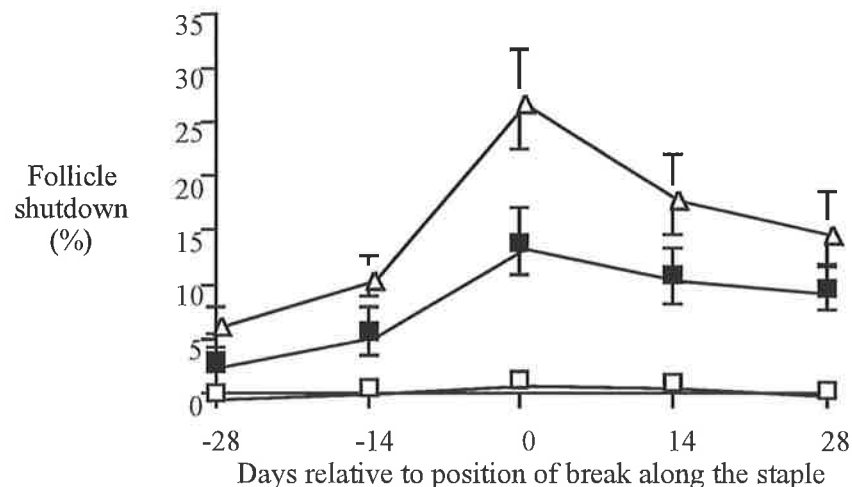 35
30
25
20
15
10
5
0
Follicle
shutdown
(%)
-28 -14 0 14 28
Days relative to position of break along the staple